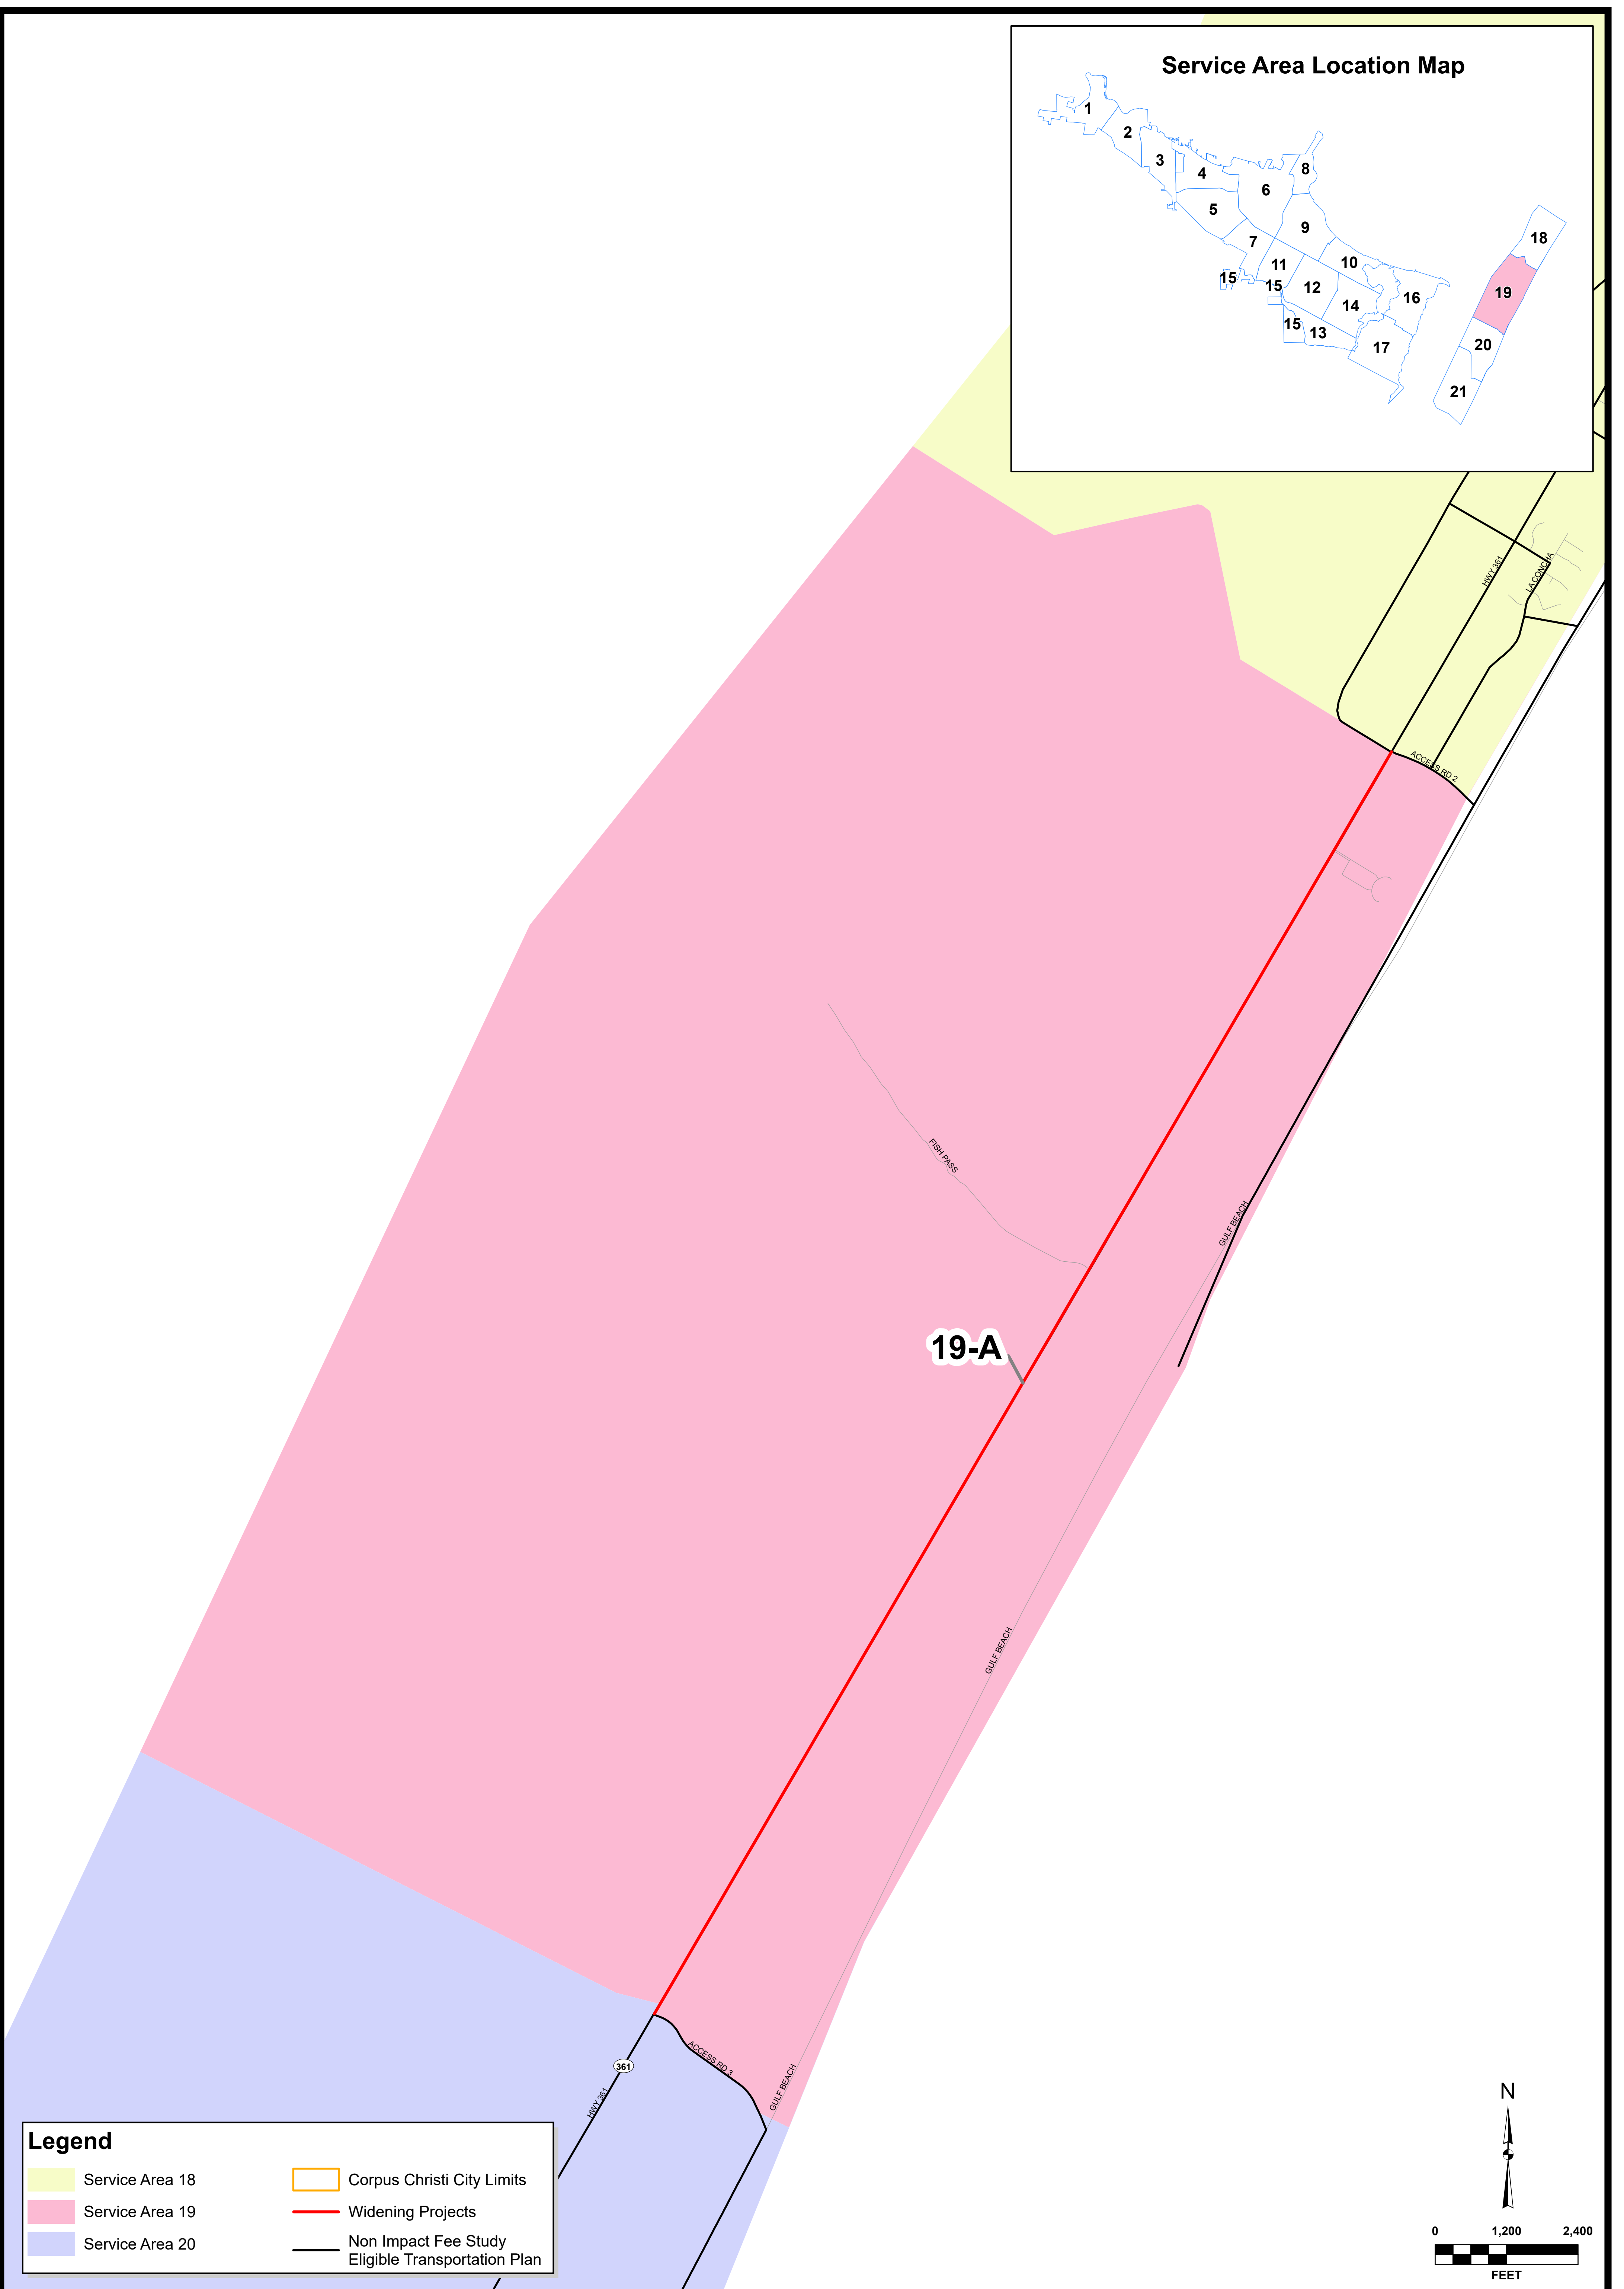 Service Area Location Map
1
2
3
4
5
6
7
8
9
10
11
12
13
14
15
15
15
16
17
18
19
20
21
HWY 361
LA CONCHA
ACCESS RD 2
FISH PASS
GULF BEACH
19-A
GULF BEACH
ACCESS RD 3
361
HWY 361
GULF BEACH
Legend
Service Area 18
Service Area 19
Service Area 20
Corpus Christi City Limits
Widening Projects
Non Impact Fee Study
Eligible Transportation Plan
N
0 1,200 2,400
FEET